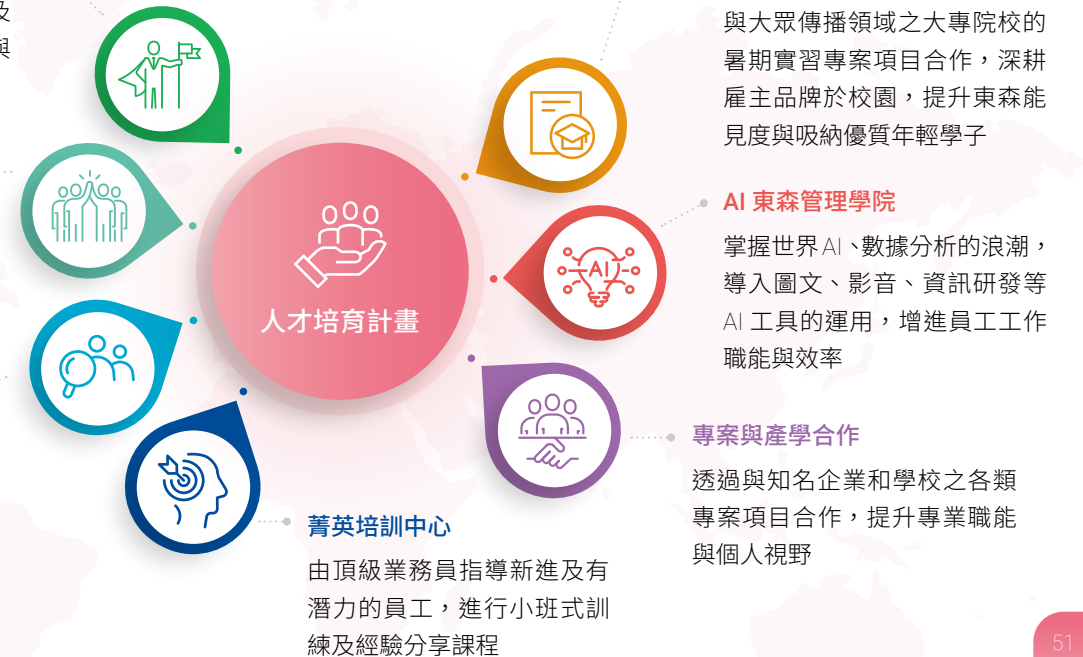 及
與
與大眾傳播領域之大專院校的
暑期實習專案項目合作，深耕
雇主品牌於校園，提升東森能
見度與吸納優質年輕學子
AI 東森管理學院
掌握世界 AI、數據分析的浪潮，
導入圖文、影音、資訊研發等
AI 工具的運用，增進員工工作
職能與效率
AI
人才培育計畫
專案與產學合作
透過與知名企業和學校之各類
專案項目合作，提升專業職能
與個人視野
菁英培訓中心
由頂級業務員指導新進及有
潛力的員工，進行小班式訓
練及經驗分享課程
51